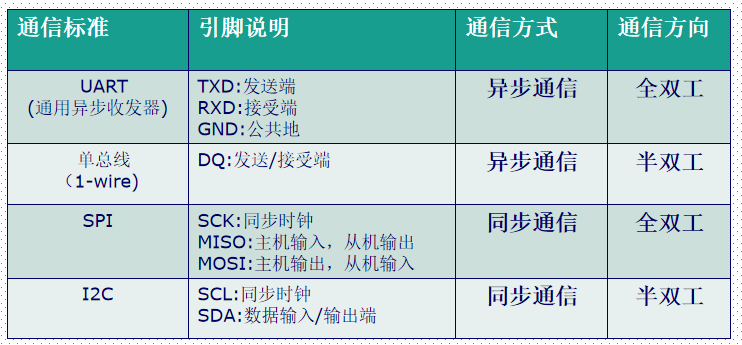 通信标准 引脚说明 通信方式 通信方向
UART
(通用异步收发器)
TXD:发送端
RXD:接受端
GND:公共地
异步通信 全双工
单总线
（1-wire)
DQ:发送/接受端
异步通信 半双工
SPI
SCK:同步时钟
MISO:主机输入，从机输出
MOSI:主机输出，从机输入
同步通信 全双工
I2C
SCL:同步时钟
SDA:数据输入/输出端
同步通信 半双工